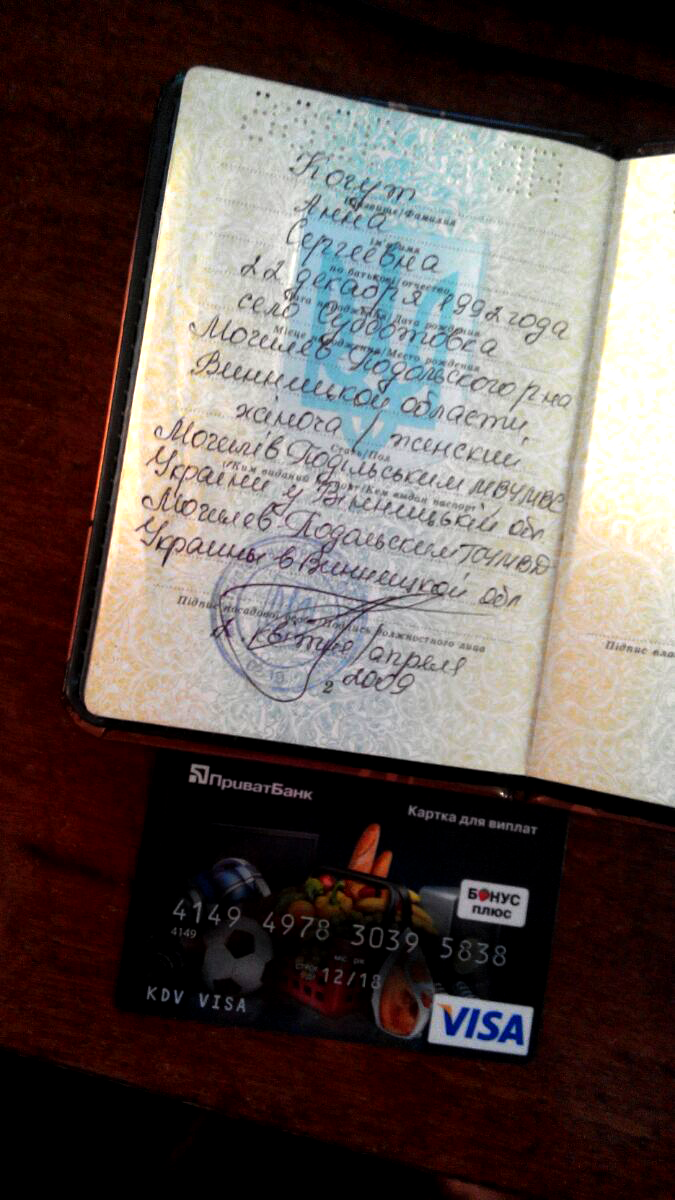 Когут
Прізвище/Фамилия
Анна
Ім'я/Имя
Сергеевна
по батькові/отчество
22 декабря 1992 года
Дата народження/Дата рождения
село Субботовка
Місце народження/Место рождения
Могилев Подольского р-на
Винницкой области
жіноча / женский
Стать/Пол
Могилів Подільським МВУМВС
Ким виданий паспорт/Кем выдан паспорт
України у Вінницькій обл
Могилев Подольским ГОУМВД
Украины в Винницкой обл
Підпис посадової особи/Подпись должностного лица
2 квітня/апреля
2009
2
Підпис вла
ПриватБанк
Картка для виплат
БОНУС
плюс
4149 4978 3039 5838
4149
12/18
KDV VISA
VISA